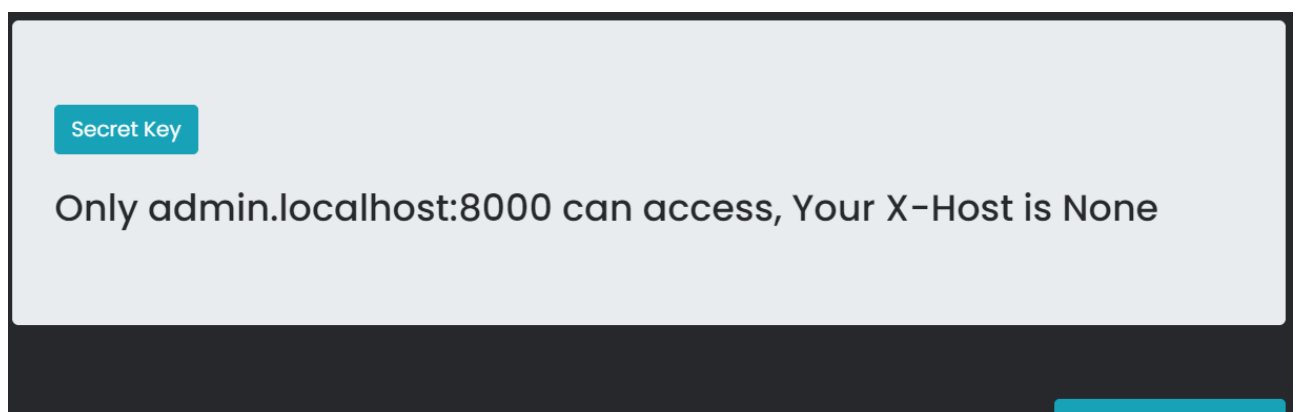 Secret Key
Only admin.localhost:8000 can access, Your X-Host is None